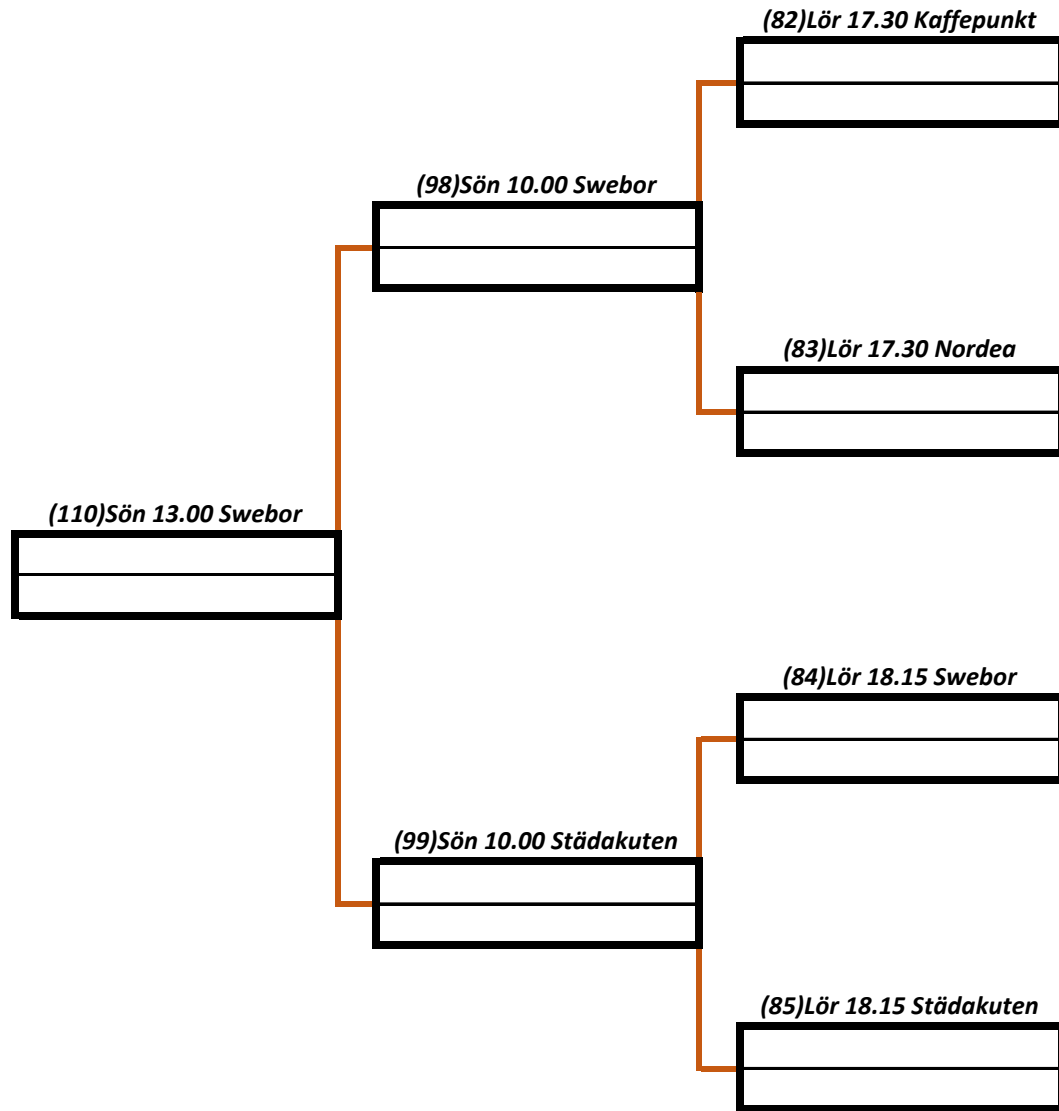 (82)Lör 17.30 Kaffepunkt
(98)Sön 10.00 Swebor
(83)Lör 17.30 Nordea
(110)Sön 13.00 Swebor
(84)Lör 18.15 Swebor
(99)Sön 10.00 Städakuten
(85)Lör 18.15 Städakuten